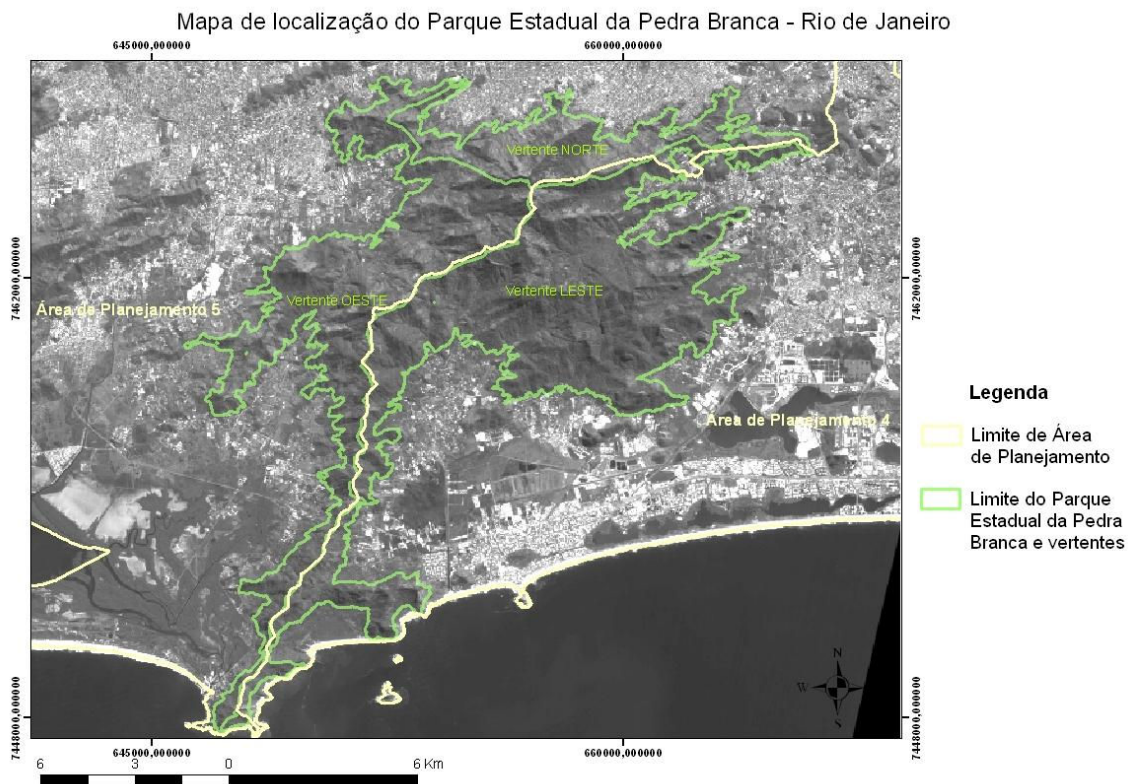 Mapa de localização do Parque Estadual da Pedra Branca - Rio de Janeiro
645000,000000
660000,000000
Vertente NORTE
7462000,000000
7462000,000000
Vertente OESTE
Vertente LESTE
Área de Planejamento 5
Área de Planejamento 4
Legenda
Limite de Área
de Planejamento
Limite do Parque
Estadual da Pedra
Branca e vertentes
N
W
E
S
7448000,000000
7448000,000000
645000,000000
660000,000000
6 3 0 6 Km